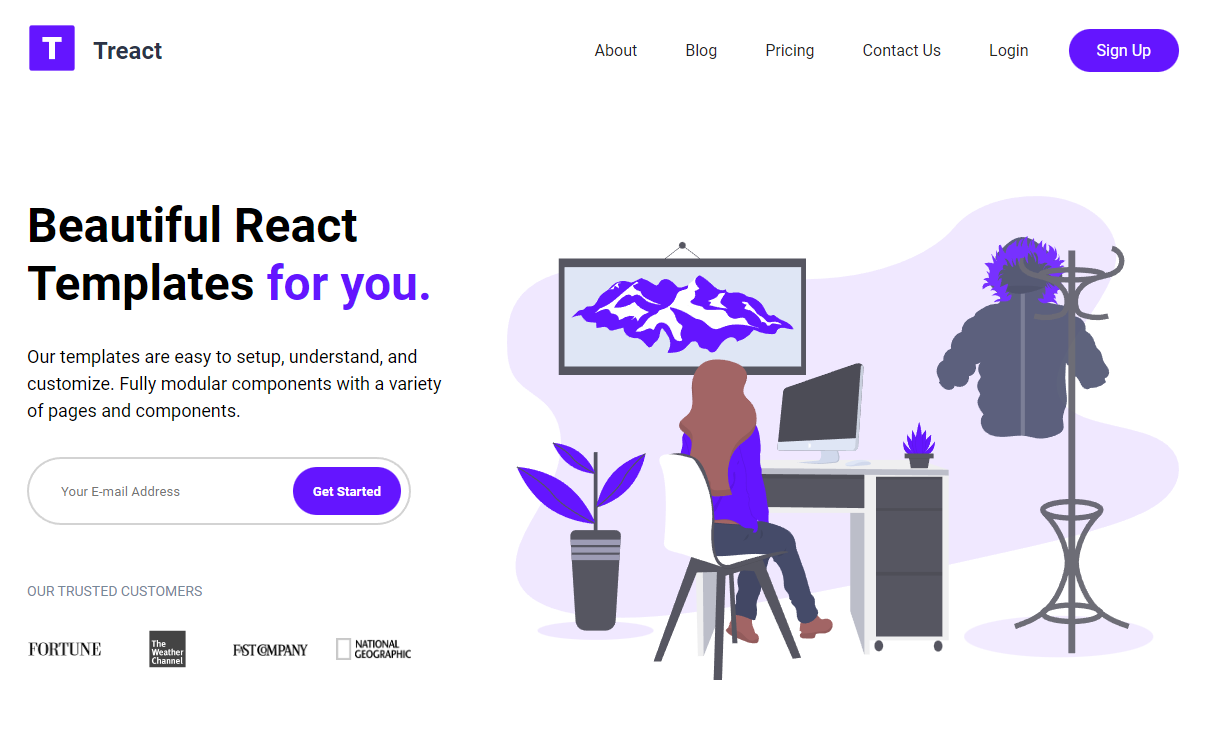 T Treact
About Blog Pricing Contact Us Login Sign Up
Beautiful React
Templates for you.
Our templates are easy to setup, understand, and
customize. Fully modular components with a variety
of pages and components.
Your E-mail Address Get Started
OUR TRUSTED CUSTOMERS
FORTUNE
The
Weather
Channel
FAST COMPANY
NATIONAL
GEOGRAPHIC